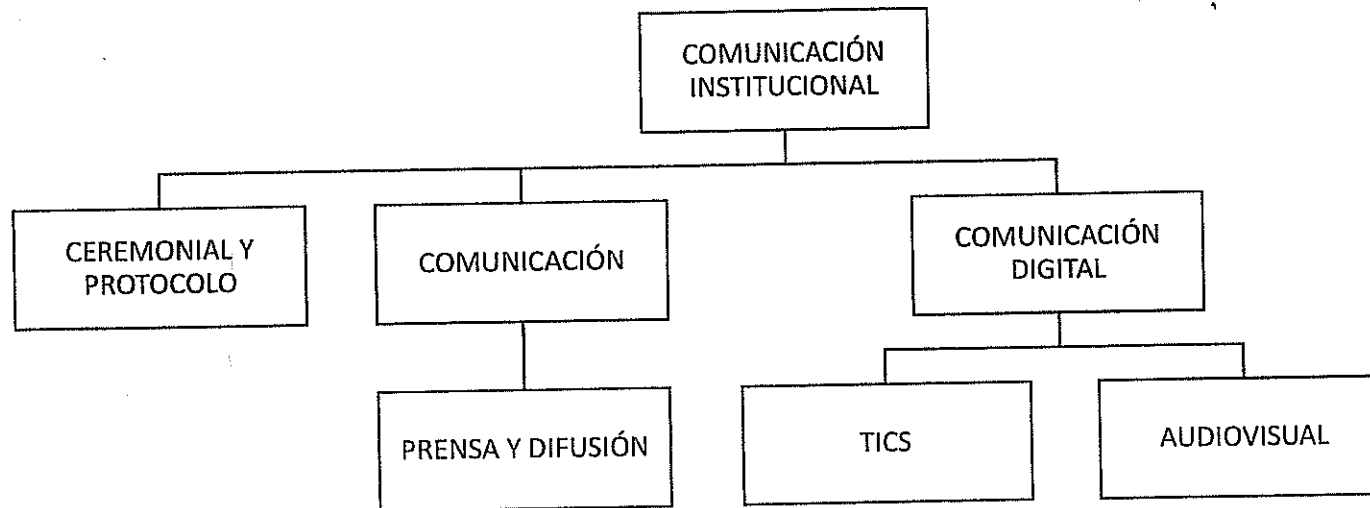 COMUNICACIÓN
INSTITUCIONAL
CEREMONIAL Y
PROTOCOLO
COMUNICACIÓN
COMUNICACIÓN
DIGITAL
PRENSA Y DIFUSIÓN
TICS
AUDIOVISUAL